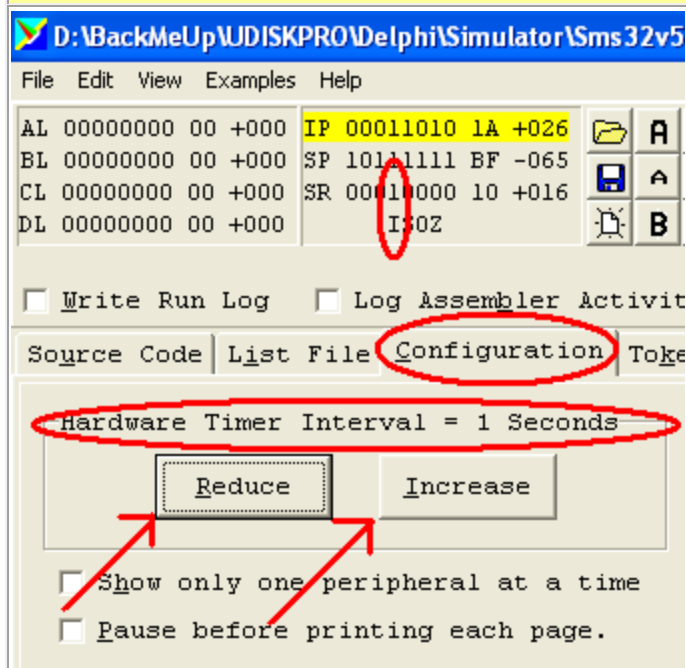 D:\BackMeUp\UDISKPRO\Delphi\Simulator\Sms32v5
File Edit View Examples Help
AL 00000000 00 +000 IP 00011010 1A +026
BL 00000000 00 +000 SP 10111111 BF -065
CL 00000000 00 +000 SR 00010000 10 +016
DL 00000000 00 +000 ISOZ
A
A
B
Write Run Log Log Assembler Activit
Source Code List File Configuration Toke
Hardware Timer Interval = 1 Seconds
Reduce Increase
Show only one peripheral at a time
Pause before printing each page.